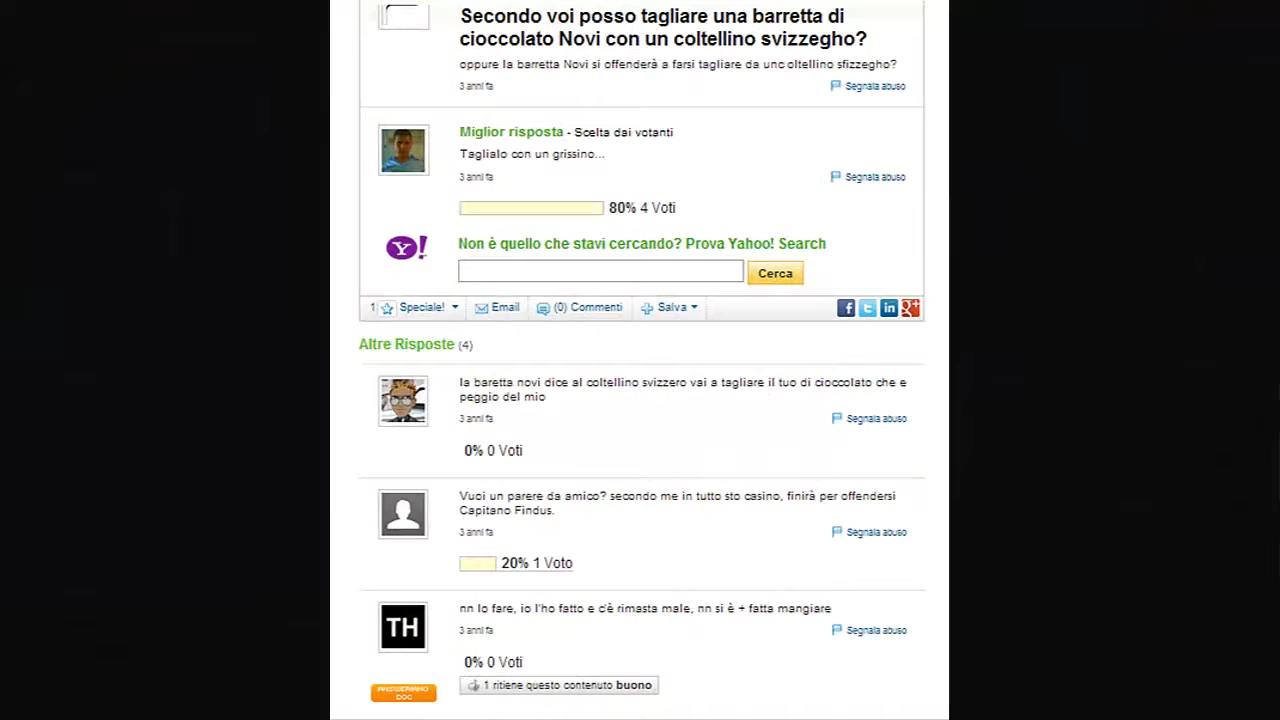 Secondo voi posso tagliare una barretta di
cioccolato Novi con un coltellino svizzegho?
oppure la barretta Novi si offenderà a farsi tagliare da unc oltellino sfizzegho?
3 anni fa
Segnala abuso
Miglior risposta - Scelta dai votanti
Taglialo con un grissino...
3 anni fa
Segnala abuso
80% 4 Voti
Y!
Non è quello che stavi cercando? Prova Yahoo! Search
Cerca
1 Speciale! Email (0) Commenti Salva
Altre Risposte (4)
la baretta novi dice al coltellino svizzero vai a tagliare il tuo di cioccolato che e
peggio del mio
3 anni fa
Segnala abuso
0% 0 Voti
Vuoi un parere da amico? secondo me in tutto sto casino, finirà per offendersi
Capitano Findus.
3 anni fa
Segnala abuso
20% 1 Voto
nn lo fare, io l'ho fatto e c'è rimasta male, nn si è + fatta mangiare
TH
3 anni fa
Segnala abuso
0% 0 Voti
1 ritiene questo contenuto buono
ANSWERIANO
DOC